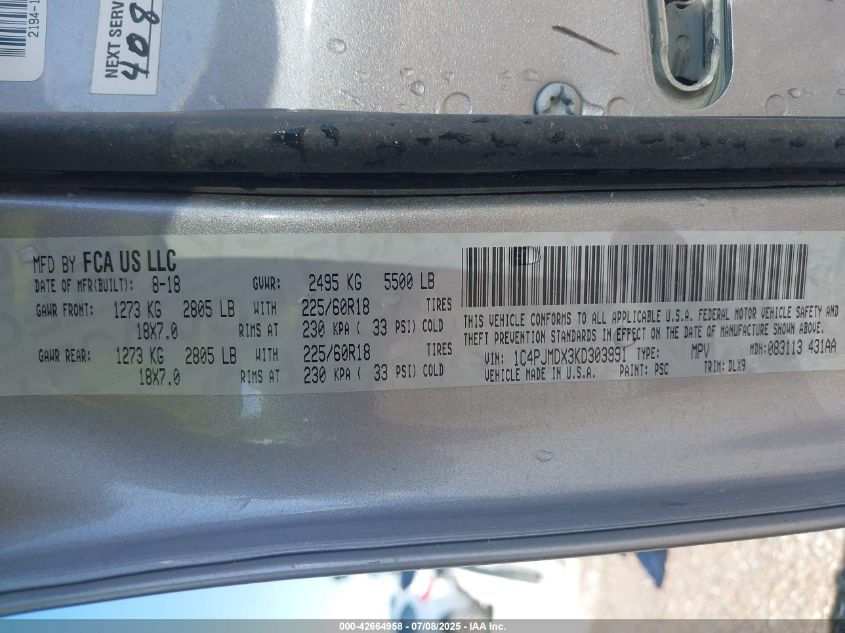 2194-1
NEXT SERV
408
MFD BY FCA US LLC
DATE OF MFR(BUILT): 8-18 GVWR: 2495 KG 5500 LB
GAWR FRONT: 1273 KG 2805 LB WITH 225/60R18 TIRES
18X7.0 RIMS AT 230 KPA ( 33 PSI) COLD
GAWR REAR: 1273 KG 2805 LB WITH 225/60R18 TIRES
18X7.0 RIMS AT 230 KPA ( 33 PSI) COLD
THIS VEHICLE CONFORMS TO ALL APPLICABLE U.S.A. FEDERAL MOTOR VEHICLE SAFETY AND
THEFT PREVENTION STANDARDS IN EFFECT ON THE DATE OF MANUFACTURE SHOWN ABOVE.
VIN: 1C4PJMDX3KD303991 TYPE: MPV MDH:083113 431AA
VEHICLE MADE IN U.S.A. PAINT: PSC TRIM: DLX9
000-42664958 - 07/08/2025 - IAA Inc.